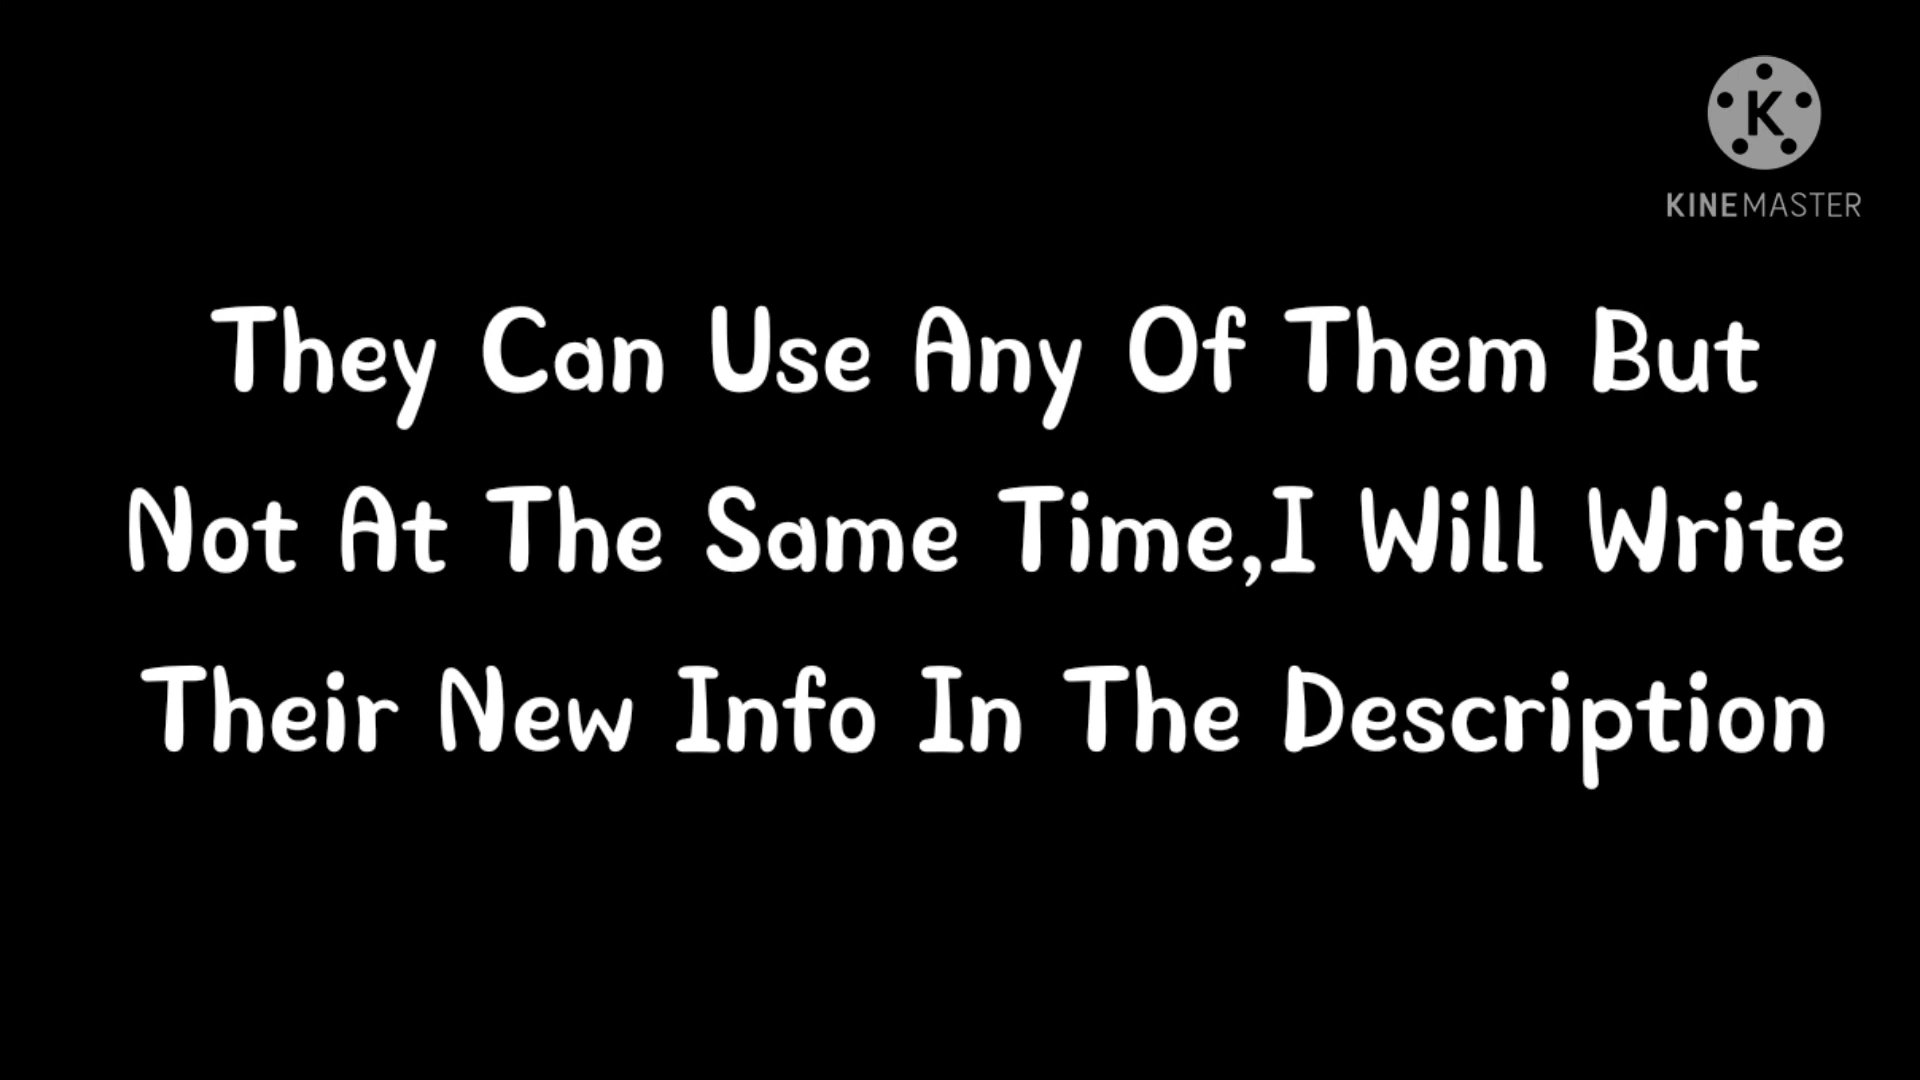 K
KINEMASTER
They Can Use Any Of Them But
Not At The Same Time,I Will Write
Their New Info In The Description